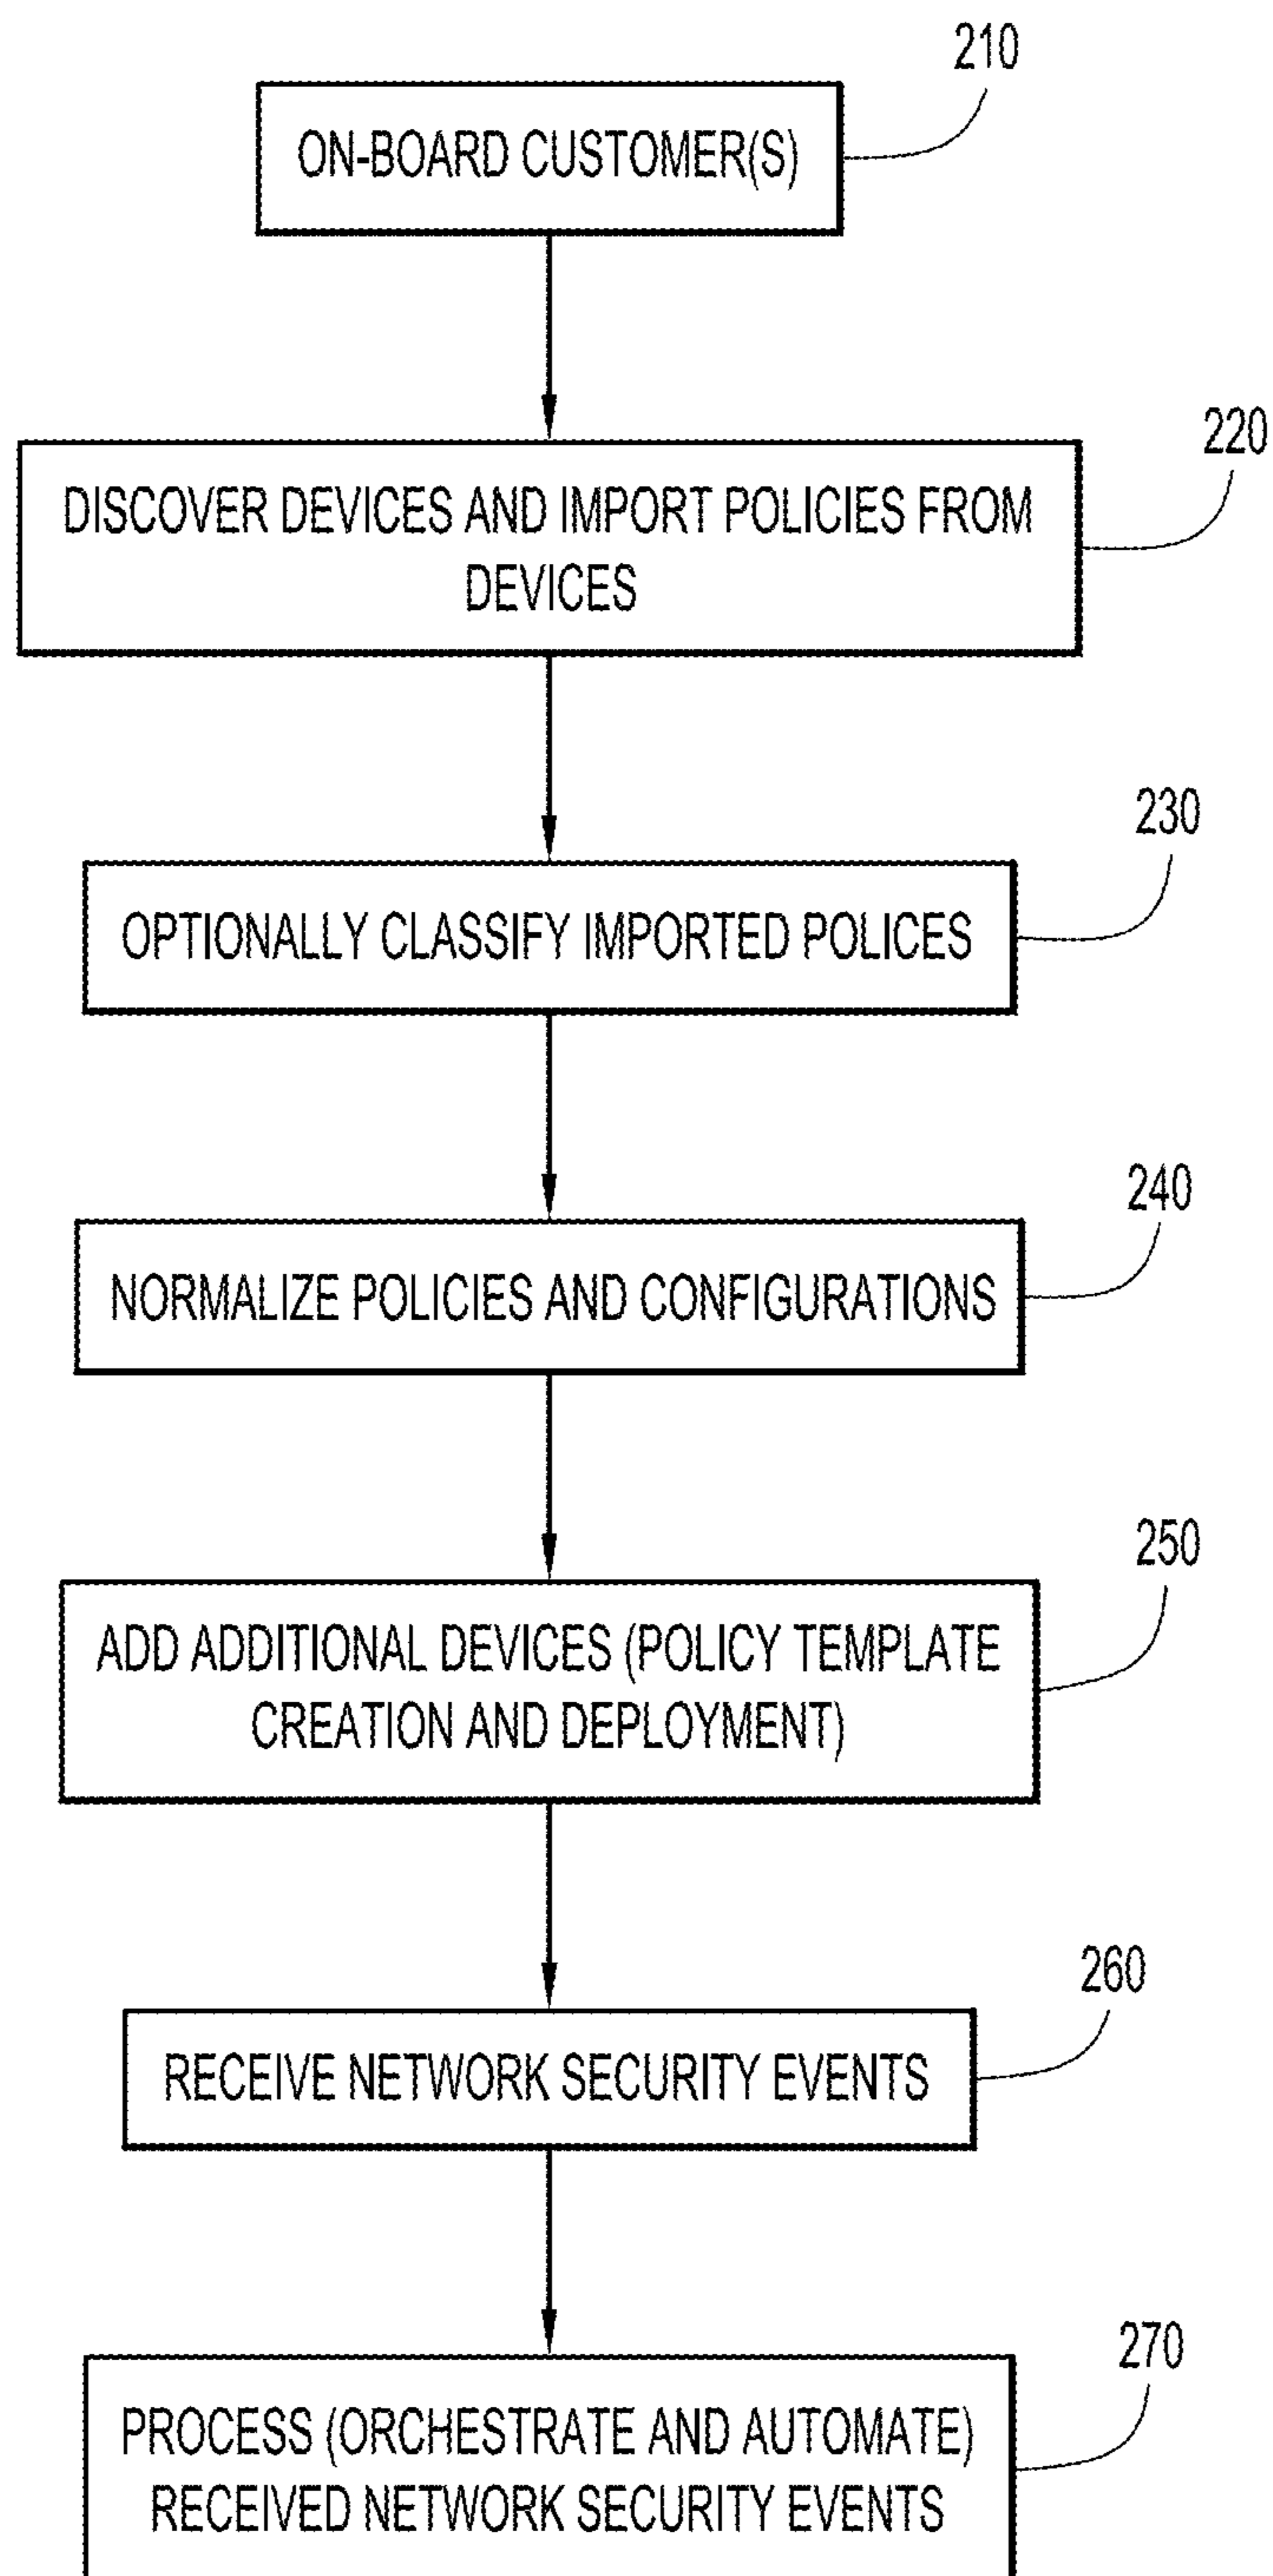 210
ON-BOARD CUSTOMER(S)
220
DISCOVER DEVICES AND IMPORT POLICIES FROM
DEVICES
230
OPTIONALLY CLASSIFY IMPORTED POLICES
240
NORMALIZE POLICIES AND CONFIGURATIONS
250
ADD ADDITIONAL DEVICES (POLICY TEMPLATE
CREATION AND DEPLOYMENT)
260
RECEIVE NETWORK SECURITY EVENTS
270
PROCESS (ORCHESTRATE AND AUTOMATE)
RECEIVED NETWORK SECURITY EVENTS